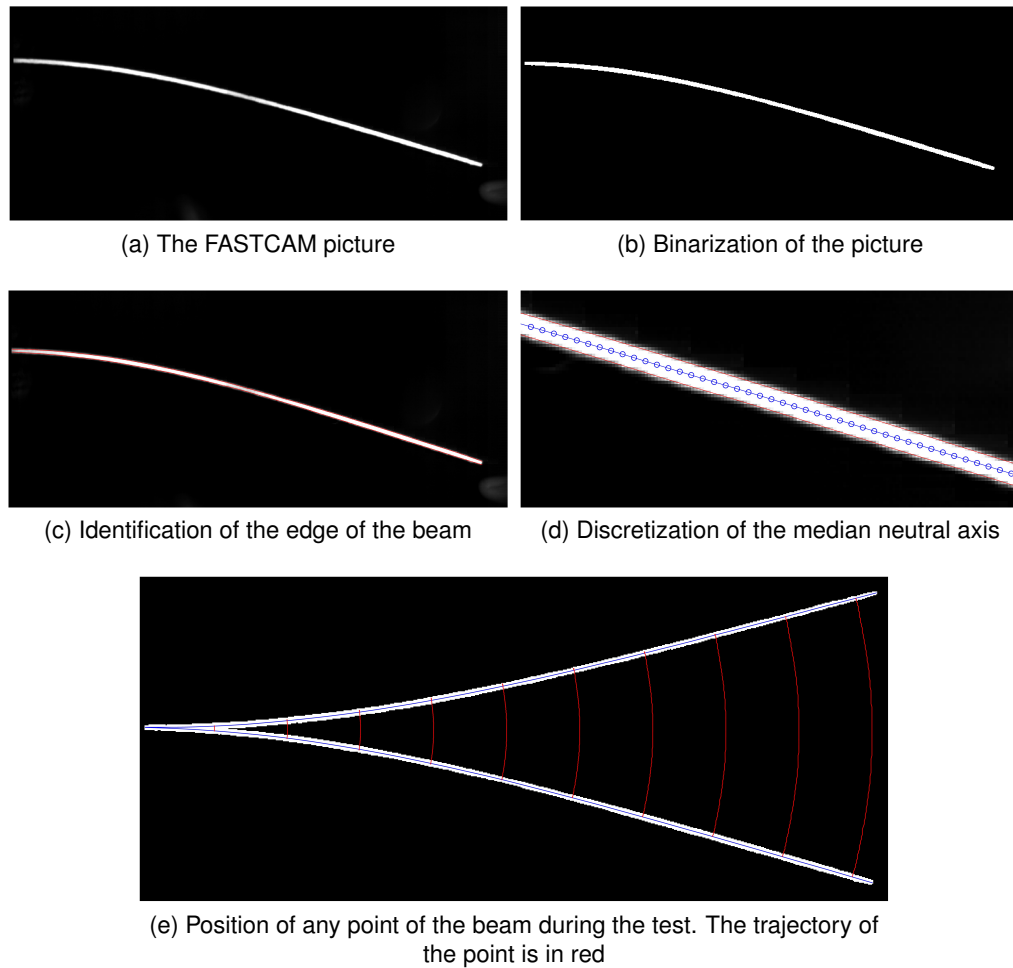 (a) The FASTCAM picture
(b) Binarization of the picture
(c) Identification of the edge of the beam
(d) Discretization of the median neutral axis
(e) Position of any point of the beam during the test. The trajectory of
the point is in red